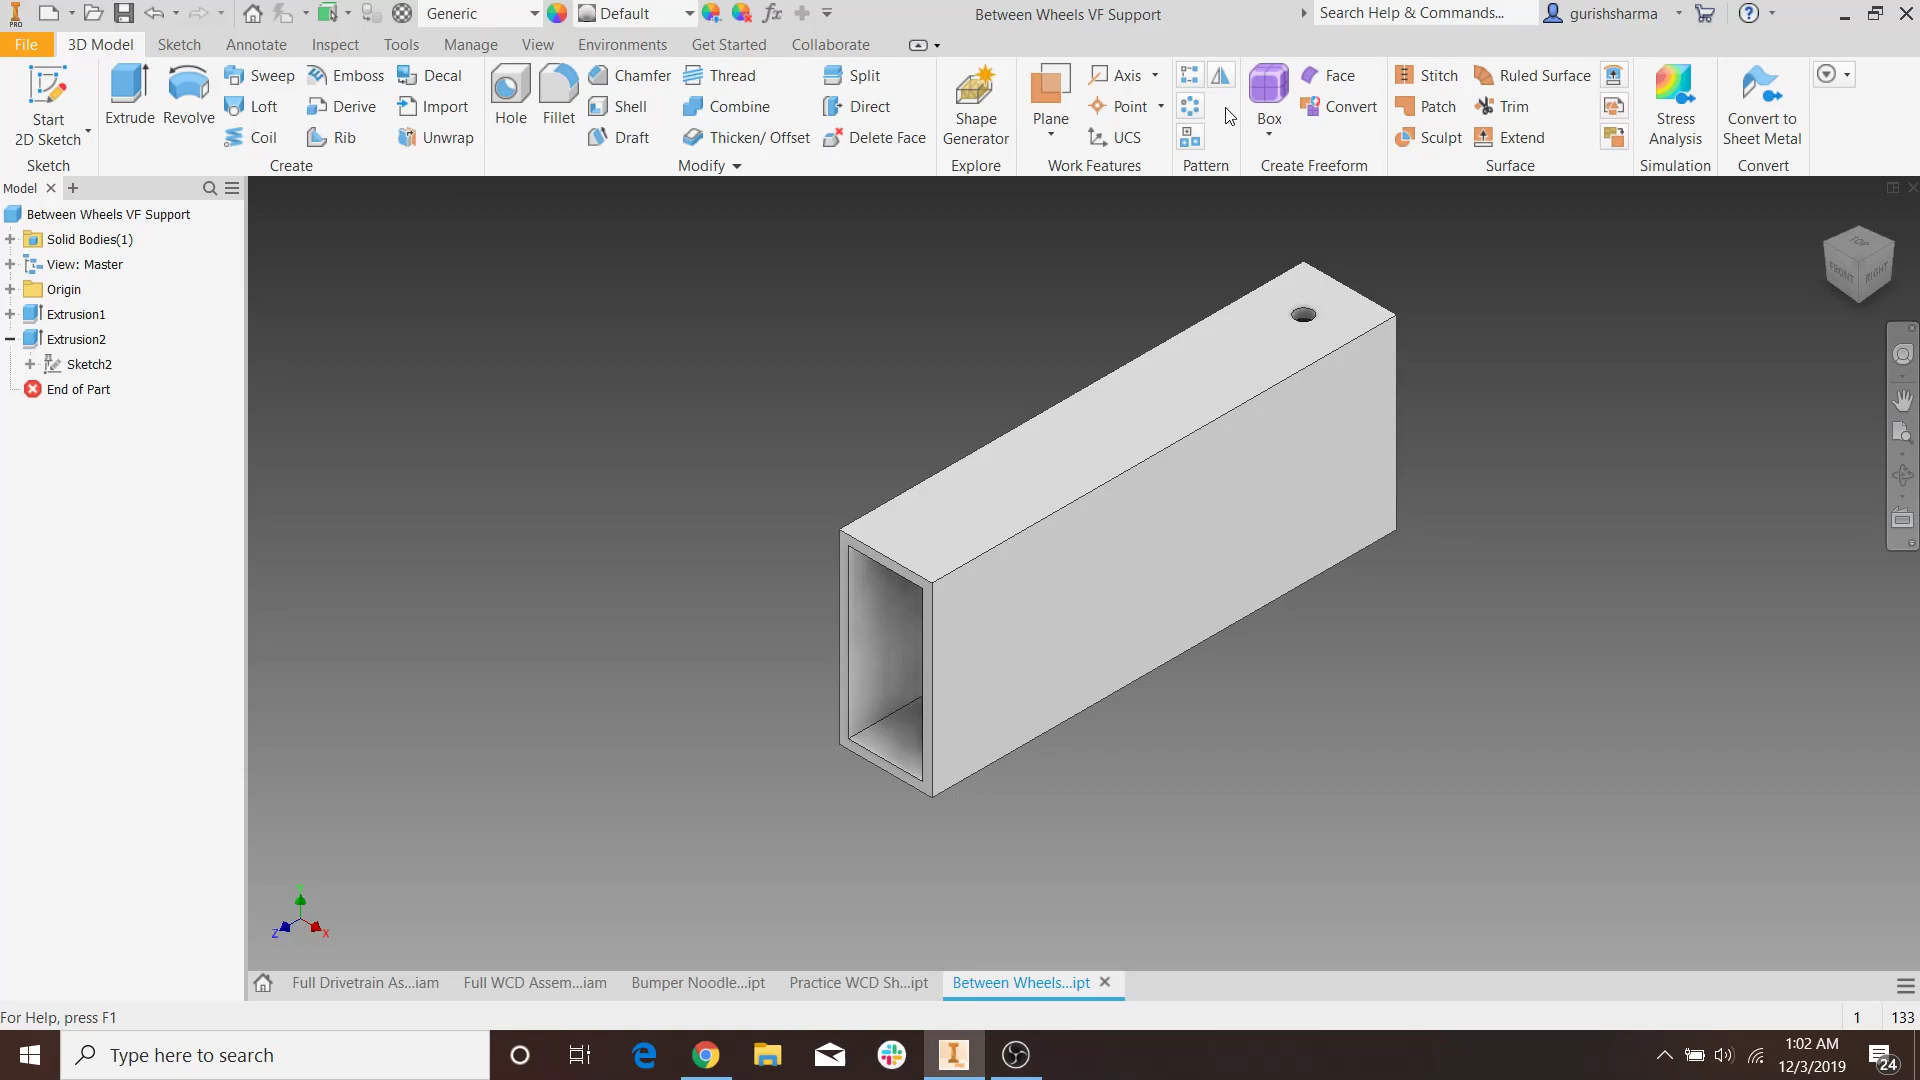 Generic
Default
Between Wheels VF Support
Search Help & Commands...
gurishsharma
PRO
File
3D Model
Sketch
Annotate
Inspect
Tools
Manage
View
Environments
Get Started
Collaborate
Start
2D Sketch
Sketch
Extrude
Revolve
Sweep
Loft
Coil
Emboss
Derive
Rib
Decal
Import
Unwrap
Create
Hole
Fillet
Chamfer
Shell
Draft
Thread
Combine
Thicken/ Offset
Split
Direct
Delete Face
Modify
Shape
Generator
Explore
Plane
Axis
Point
UCS
Work Features
Pattern
Box
Face
Convert
Create Freeform
Stitch
Patch
Sculpt
Ruled Surface
Trim
Extend
Surface
Stress
Analysis
Simulation
Convert to
Sheet Metal
Convert
Model
Between Wheels VF Support
Solid Bodies(1)
View: Master
Origin
Extrusion1
Extrusion2
Sketch2
End of Part
TOP
FRONT
RIGHT
Z
X
Full Drivetrain As...iam
Full WCD Assem...iam
Bumper Noodle...ipt
Practice WCD Sh...ipt
Between Wheels...ipt
For Help, press F1
1
133
Type here to search
1:02 AM
12/3/2019
24